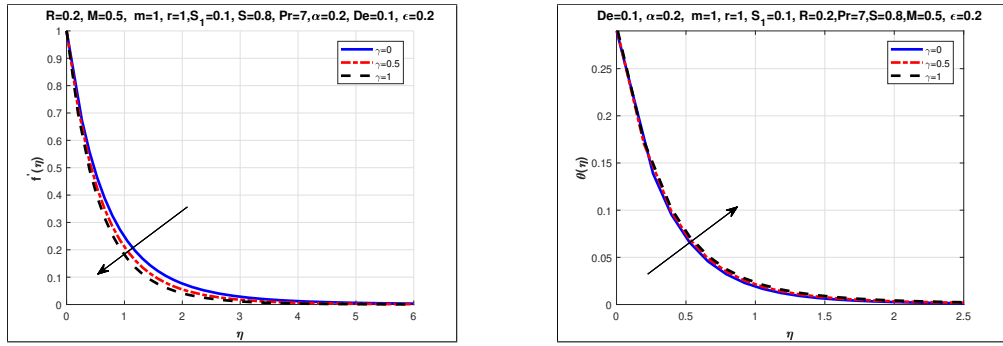 R=0.2, M=0.5, m=1, r=1,S₁=0.1, S=0.8, Pr=7,α=0.2, De=0.1, ϵ=0.2
1
0.9
0.8
0.7
0.6
0.5
0.4
0.3
0.2
0.1
0
f'(η)
γ=0
γ=0.5
γ=1
0 1 2 3 4 5 6
η
De=0.1, α=0.2, m=1, r=1, S₁=0.1, R=0.2,Pr=7,S=0.8,M=0.5, ϵ=0.2
0.25
0.2
0.15
0.1
0.05
0
θ(η)
γ=0
γ=0.5
γ=1
0 0.5 1 1.5 2 2.5
η